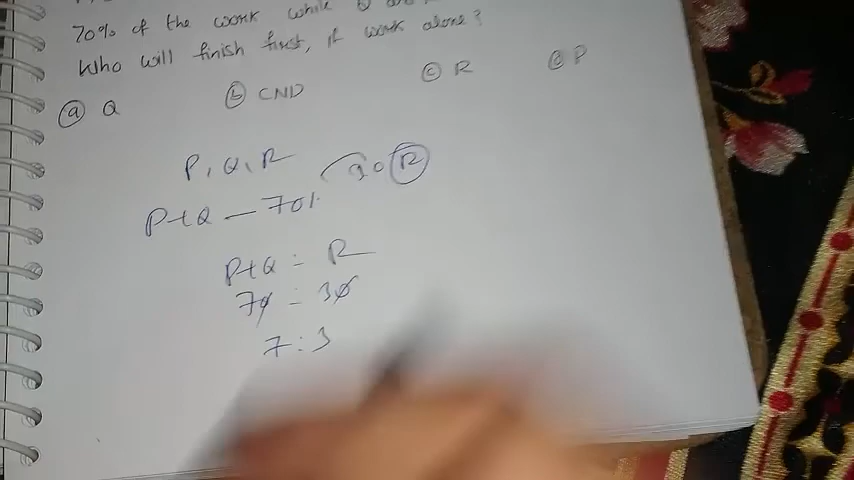 70% of the work while
Who will finish first, if work alone?
(a) Q (b) CND (c) R (d) P
P, Q, R
30 R
P+Q — 70%
P+Q : R
70 : 30
7 : 3